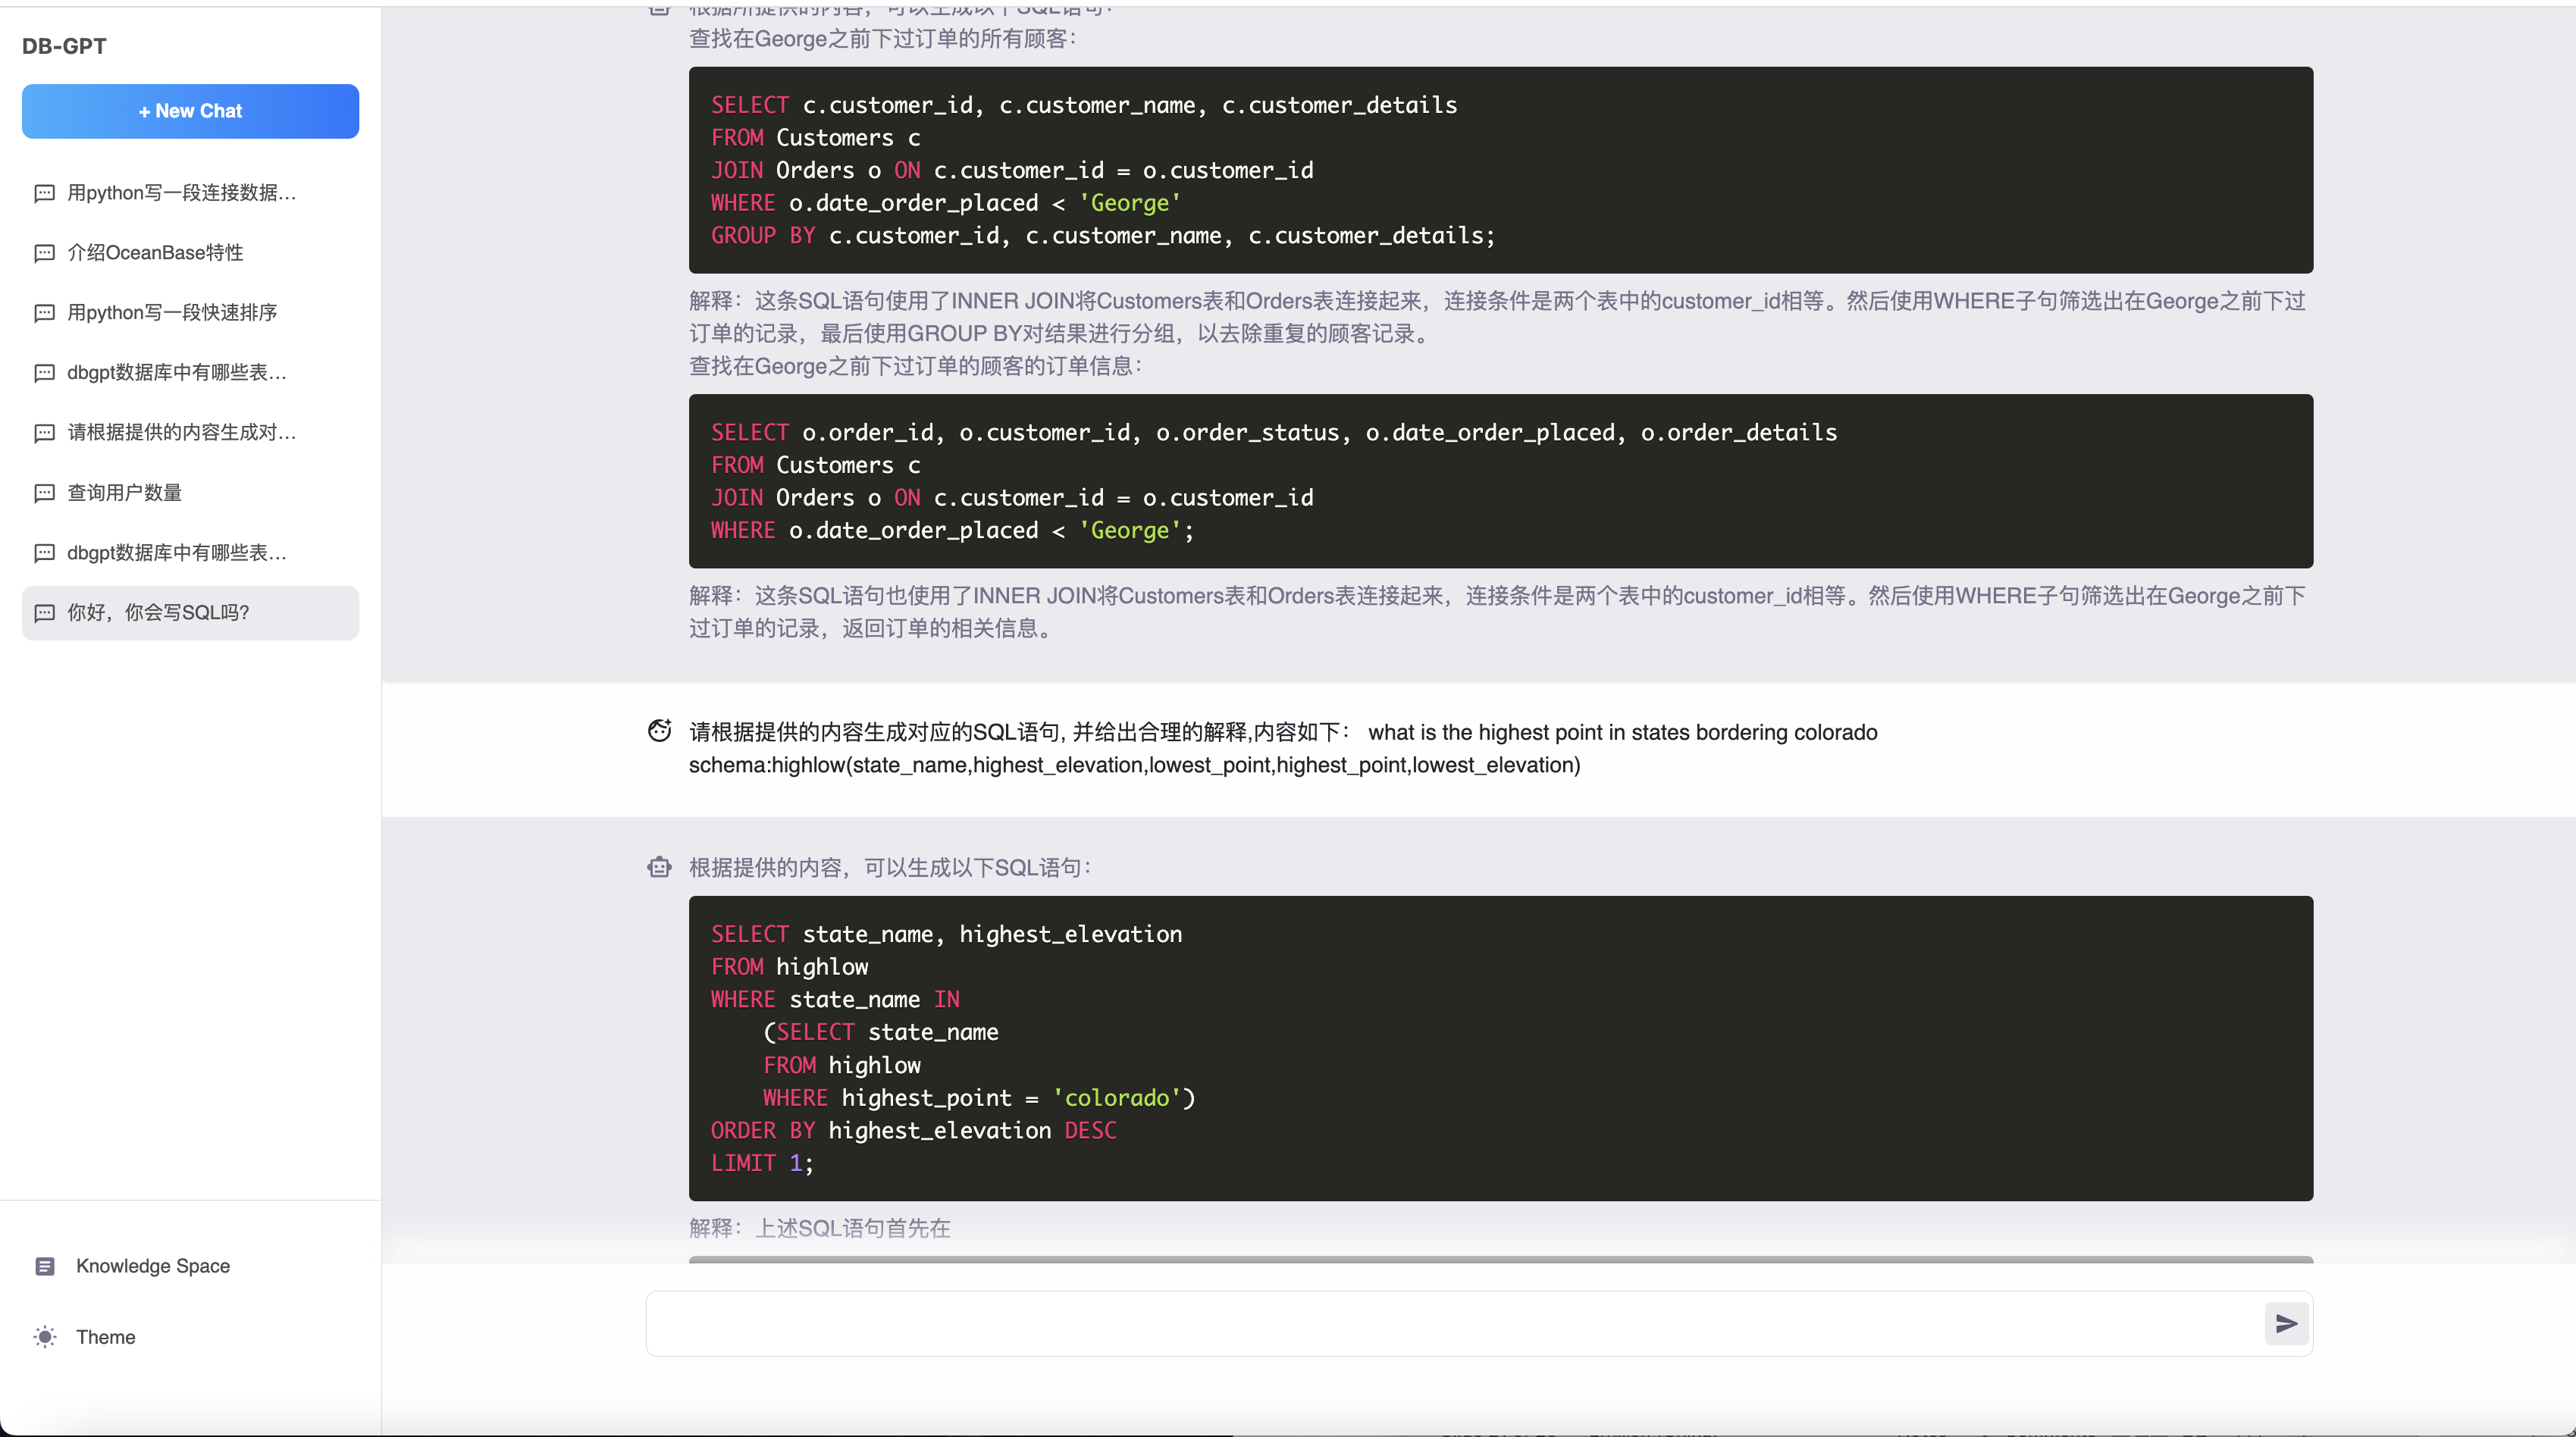 DB-GPT
+ New Chat
用python写一段连接数据...
介绍OceanBase特性
用python写一段快速排序
dbgpt数据库中有哪些表...
请根据提供的内容生成对...
查询用户数量
dbgpt数据库中有哪些表...
你好，你会写SQL吗?
Knowledge Space
Theme
根据所提供的内容，可以生成以下SQL语句：
查找在George之前下过订单的所有顾客：
SELECT c.customer_id, c.customer_name, c.customer_details
FROM Customers c
JOIN Orders o ON c.customer_id = o.customer_id
WHERE o.date_order_placed < 'George'
GROUP BY c.customer_id, c.customer_name, c.customer_details;
解释：这条SQL语句使用了INNER JOIN将Customers表和Orders表连接起来，连接条件是两个表中的customer_id相等。然后使用WHERE子句筛选出在George之前下过
订单的记录，最后使用GROUP BY对结果进行分组，以去除重复的顾客记录。
查找在George之前下过订单的顾客的订单信息：
SELECT o.order_id, o.customer_id, o.order_status, o.date_order_placed, o.order_details
FROM Customers c
JOIN Orders o ON c.customer_id = o.customer_id
WHERE o.date_order_placed < 'George';
解释：这条SQL语句也使用了INNER JOIN将Customers表和Orders表连接起来，连接条件是两个表中的customer_id相等。然后使用WHERE子句筛选出在George之前下
过订单的记录，返回订单的相关信息。
请根据提供的内容生成对应的SQL语句, 并给出合理的解释,内容如下： what is the highest point in states bordering colorado
schema:highlow(state_name,highest_elevation,lowest_point,highest_point,lowest_elevation)
根据提供的内容，可以生成以下SQL语句：
SELECT state_name, highest_elevation
FROM highlow
WHERE state_name IN
(SELECT state_name
FROM highlow
WHERE highest_point = 'colorado')
ORDER BY highest_elevation DESC
LIMIT 1;
解释：上述SQL语句首先在